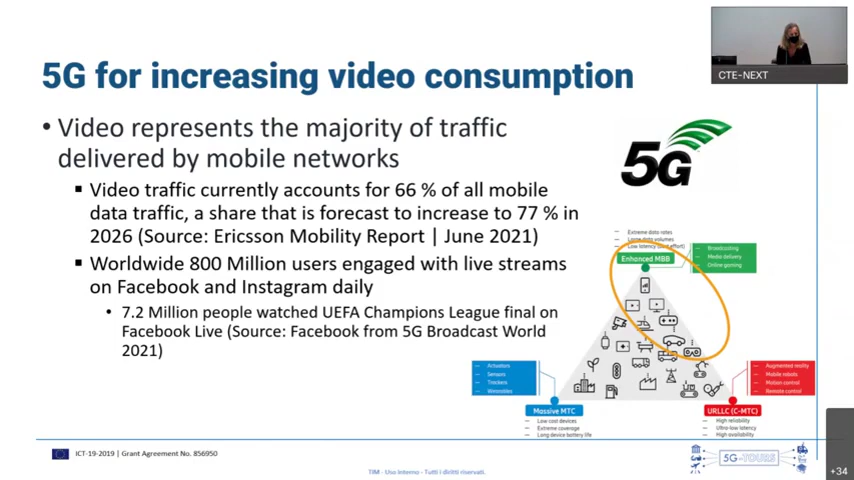 5G for increasing video consumption
CTE-NEXT
• Video represents the majority of traffic
delivered by mobile networks
▪ Video traffic currently accounts for 66 % of all mobile
data traffic, a share that is forecast to increase to 77 % in
2026 (Source: Ericsson Mobility Report | June 2021)
▪ Worldwide 800 Million users engaged with live streams
on Facebook and Instagram daily
• 7.2 Million people watched UEFA Champions League final on
Facebook Live (Source: Facebook from 5G Broadcast World
2021)
5G
— Extreme data rates
— Large data volumes
— Low latency (best effort)
Enhanced MBB
— Broadcasting
— Media delivery
— Online gaming
— Actuators
— Sensors
— Trackers
— Wearables
Massive MTC
— Low cost devices
— Extreme coverage
— Long device battery life
— Augmented reality
— Mobile robots
— Motion control
— Remote control
URLLC (C-MTC)
— High reliability
— Ultra-low latency
— High availability
ICT-19-2019 | Grant Agreement No. 856950
5G-TOURS
TIM - Uso Interno - Tutti i diritti riservati.
+34